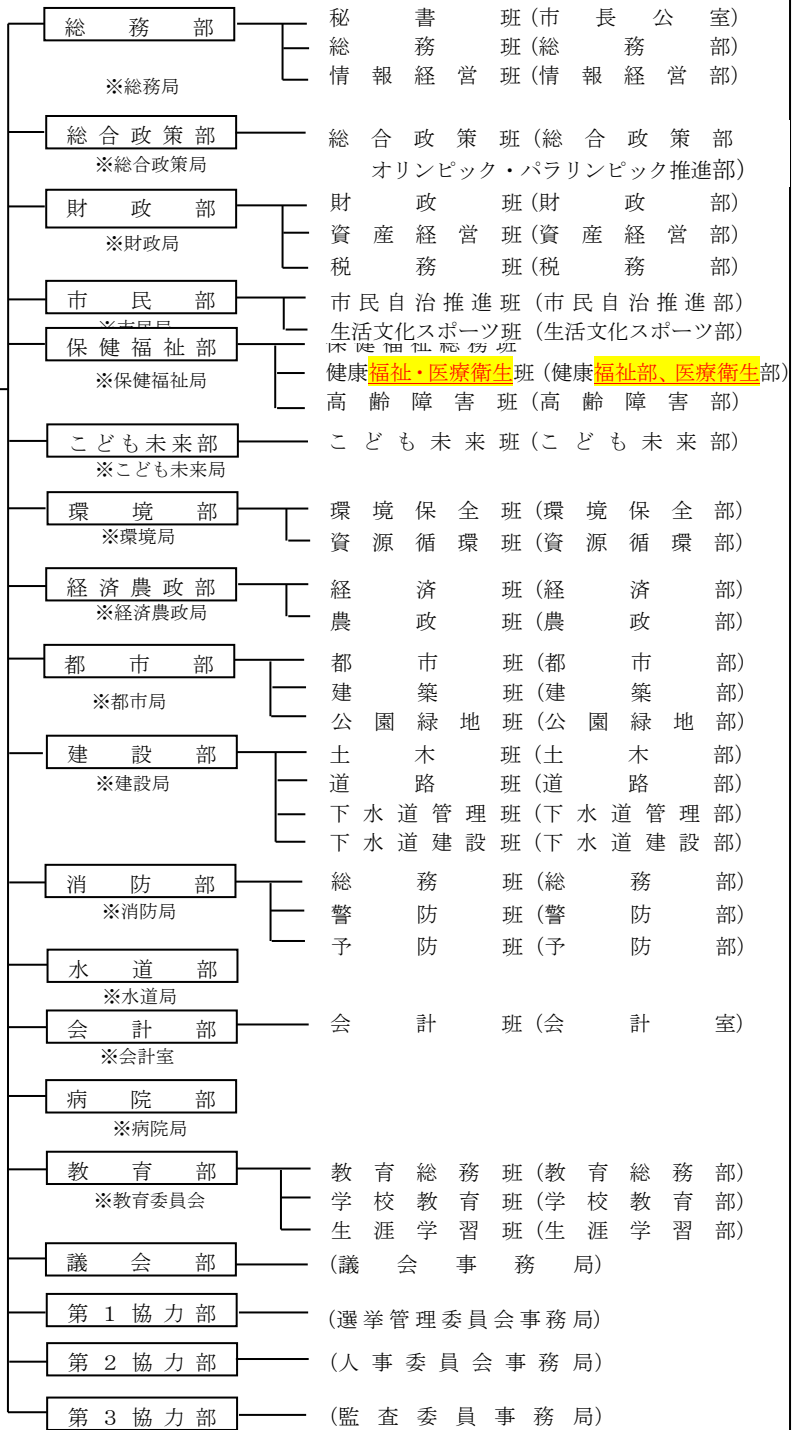 総務部 秘書班(市長公室)
総務班(総務部)
情報経営班(情報経営部)
※総務局
総合政策部 総合政策班(総合政策部
※総合政策局 オリンピック・パラリンピック推進部)
財政部 財政班(財政部)
資産経営班(資産経営部)
※財政局
税務班(税務部)
市民部 市民自治推進班(市民自治推進部)
※市民局 生活文化スポーツ班(生活文化スポーツ部)
保健福祉部 保健福祉総務班
健康福祉・医療衛生班(健康福祉部、医療衛生部)
※保健福祉局
高齢障害班(高齢障害部)
こども未来部 こども未来班(こども未来部)
※こども未来局
環境部 環境保全班(環境保全部)
※環境局 資源循環班(資源循環部)
経済農政部 経済班(経済部)
※経済農政局 農政班(農政部)
都市部 都市班(都市部)
建築班(建築部)
※都市局
公園緑地班(公園緑地部)
建設部 土木班(土木部)
※建設局 道路班(道路部)
下水道管理班(下水道管理部)
下水道建設班(下水道建設部)
消防部 総務班(総務部)
※消防局 警防班(警防部)
予防班(予防部)
水道部
※水道局
会計部 会計班(会計室)
※会計室
病院部
※病院局
教育部 教育総務班(教育総務部)
※教育委員会 学校教育班(学校教育部)
生涯学習班(生涯学習部)
議会部 (議会事務局)
第1協力部 (選挙管理委員会事務局)
第2協力部 (人事委員会事務局)
第3協力部 (監査委員事務局)